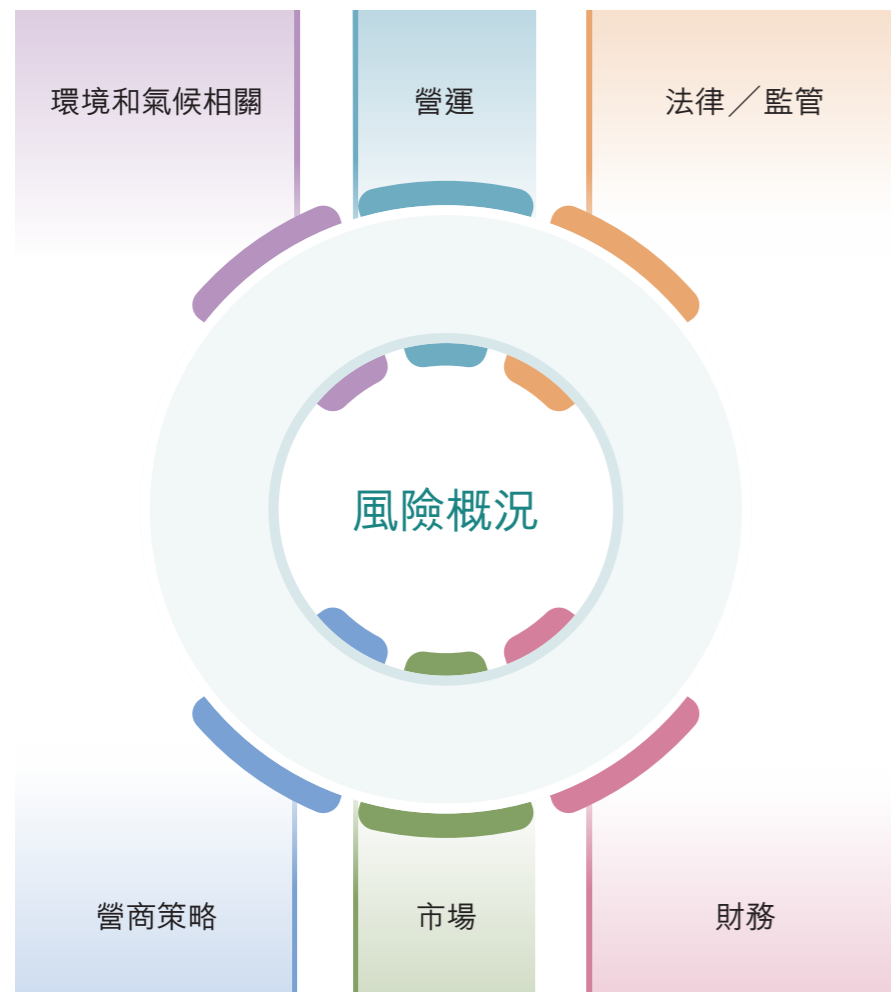 環境和氣候相關
營運
法律／監管
風險概況
營商策略
市場
財務